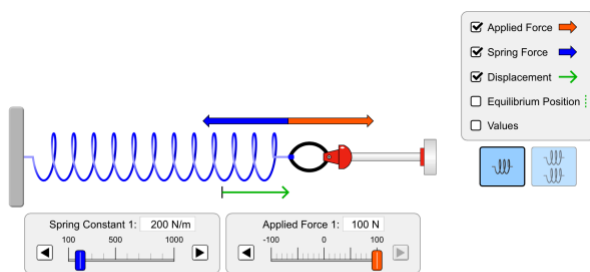 Applied Force
Spring Force
Displacement
Equilibrium Position
Values
Spring Constant 1: 200 N/m
100 500 1000
Applied Force 1: 100 N
-100 0 100